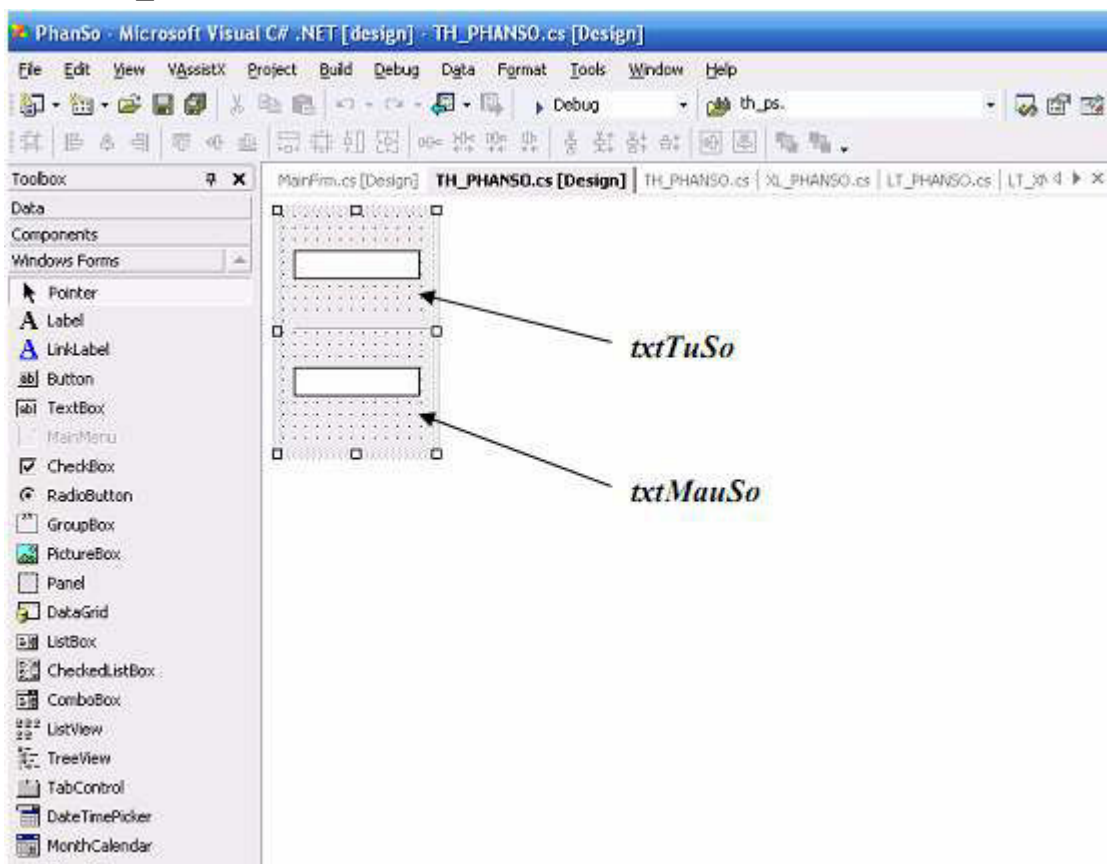 PhanSo - Microsoft Visual C# .NET [design] - TH_PHANSO.cs [Design]
File Edit View VAssistX Project Build Debug Data Format Tools Window Help
Debug th_ps.
Toolbox
MainFrm.cs [Design] TH_PHANSO.cs [Design] TH_PHANSO.cs XL_PHANSO.cs LT_PHANSO.cs
Data
Components
Windows Forms
Pointer
A Label
A LinkLabel
ab Button
abl TextBox
MainMenu
CheckBox
RadioButton
GroupBox
PictureBox
Panel
DataGrid
ListBox
CheckedListBox
ComboBox
ListView
TreeView
TabControl
DateTimePicker
MonthCalendar
txtTuSo
txtMauSo